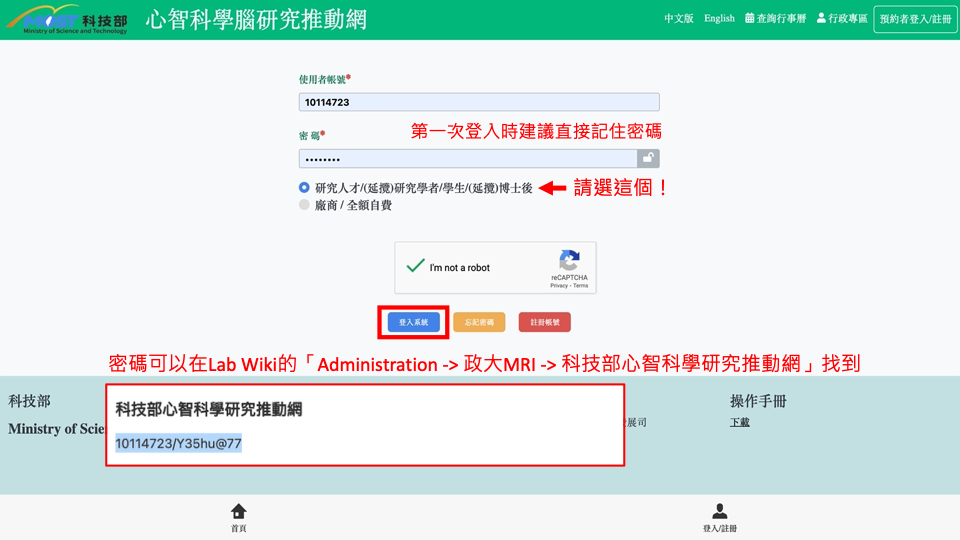 MOST 科技部
Ministry of Science and Technology
心智科學腦研究推動網
中文版 English 查詢行事曆 行政專區 預約者登入/註冊
使用者帳號*
10114723
密 碼*
第一次登入時建議直接記住密碼
••••••••
研究人才/(延攬)研究學者/學生/(延攬)博士後
請選這個！
廠商 / 全額自費
I'm not a robot
reCAPTCHA
Privacy - Terms
登入系統 忘記密碼 註冊帳號
密碼可以在Lab Wiki的「Administration -> 政大MRI -> 科技部心智科學研究推動網」找到
科技部
Ministry of Scie
科技部心智科學研究推動網
10114723/Y35hu@77
展司
操作手冊
下載
首頁
登入/註冊